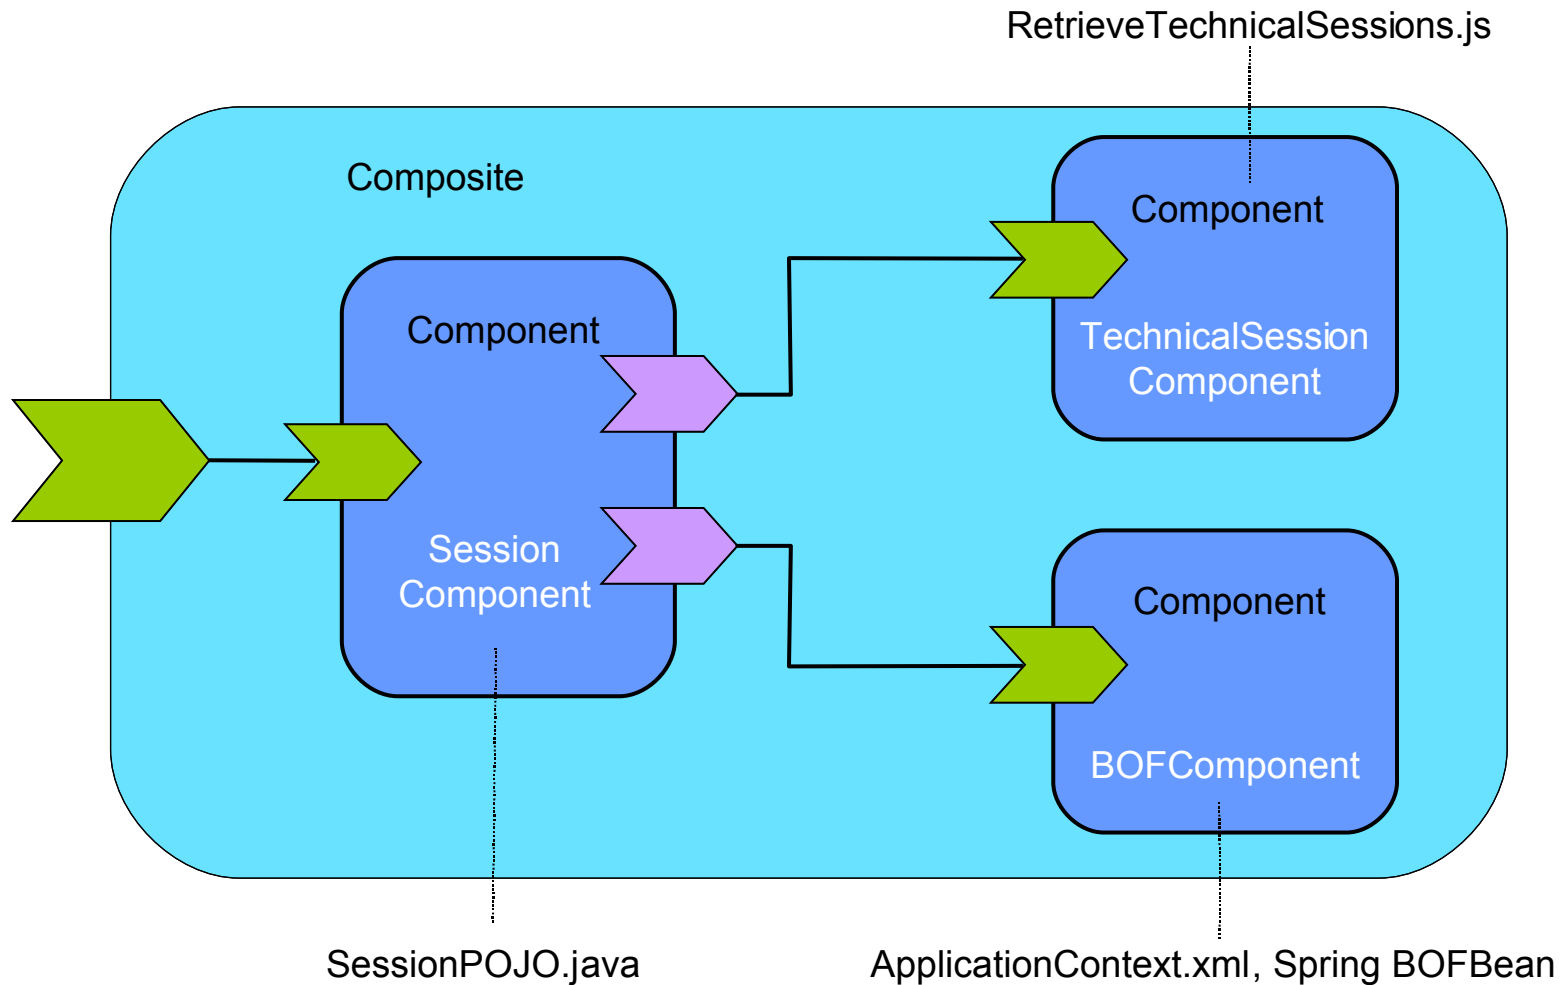 RetrieveTechnicalSessions.js
Composite
Component
Session
Component
Component
TechnicalSession
Component
Component
BOFComponent
SessionPOJO.java
ApplicationContext.xml, Spring BOFBean